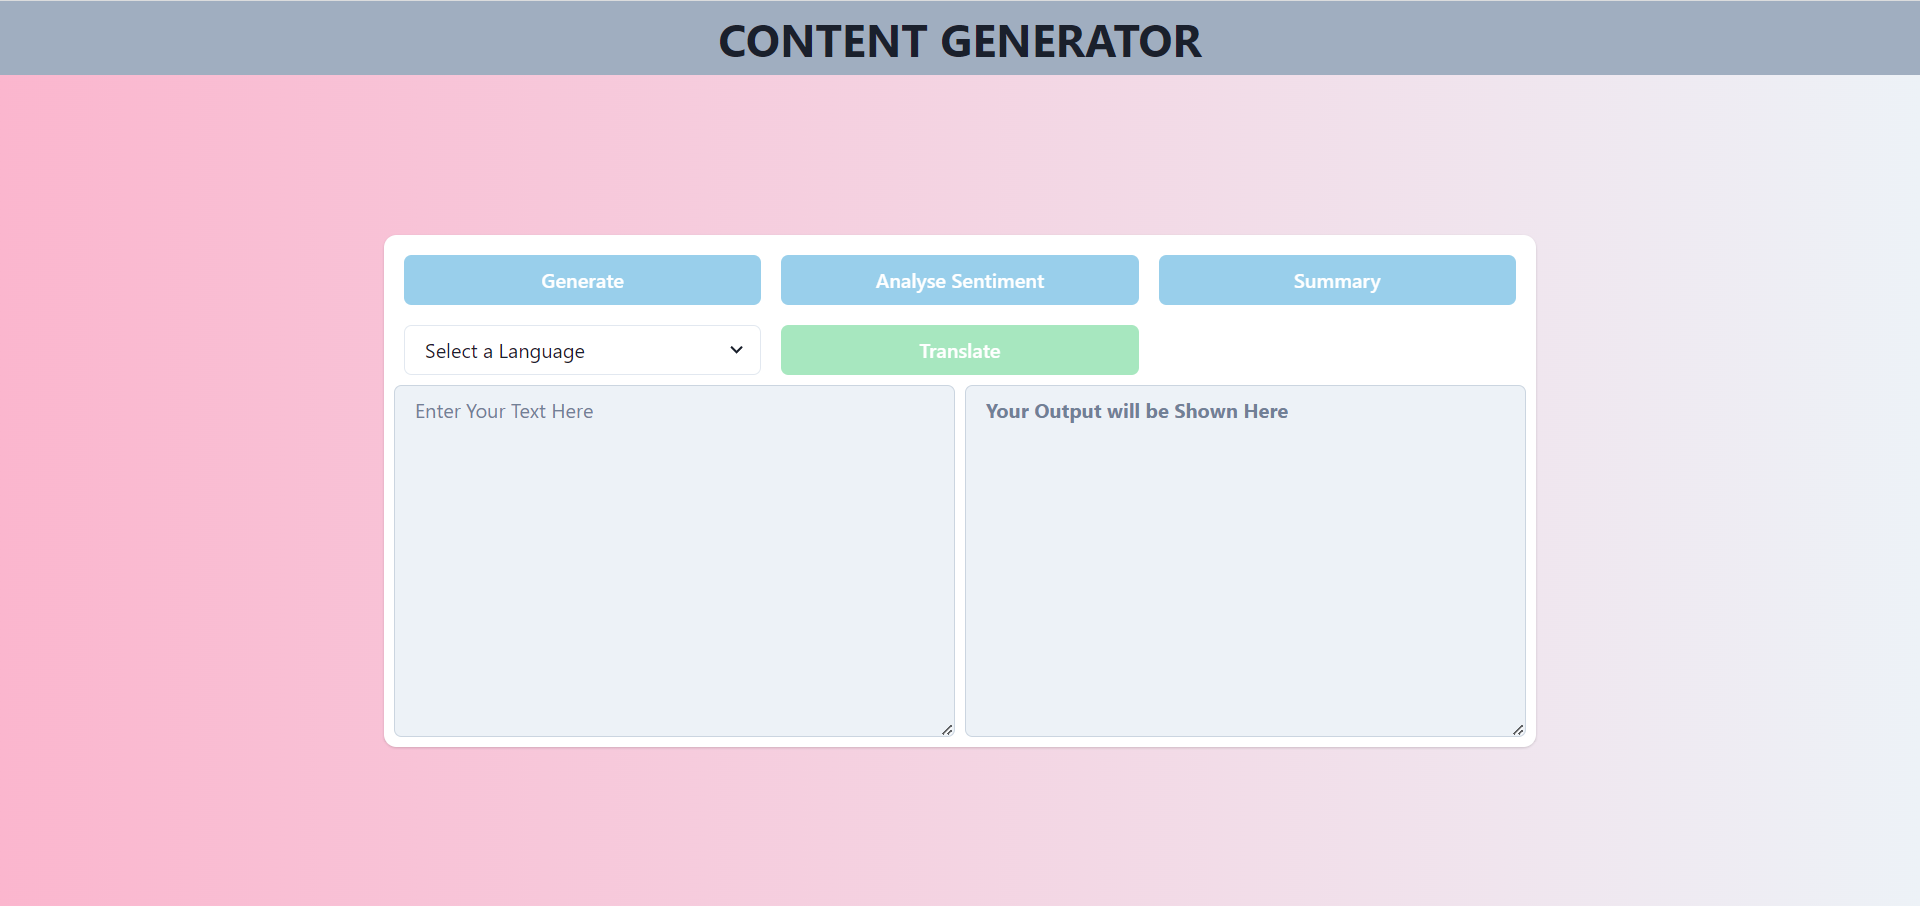 CONTENT GENERATOR
Generate
Analyse Sentiment
Summary
Select a Language
Translate
Enter Your Text Here
Your Output will be Shown Here